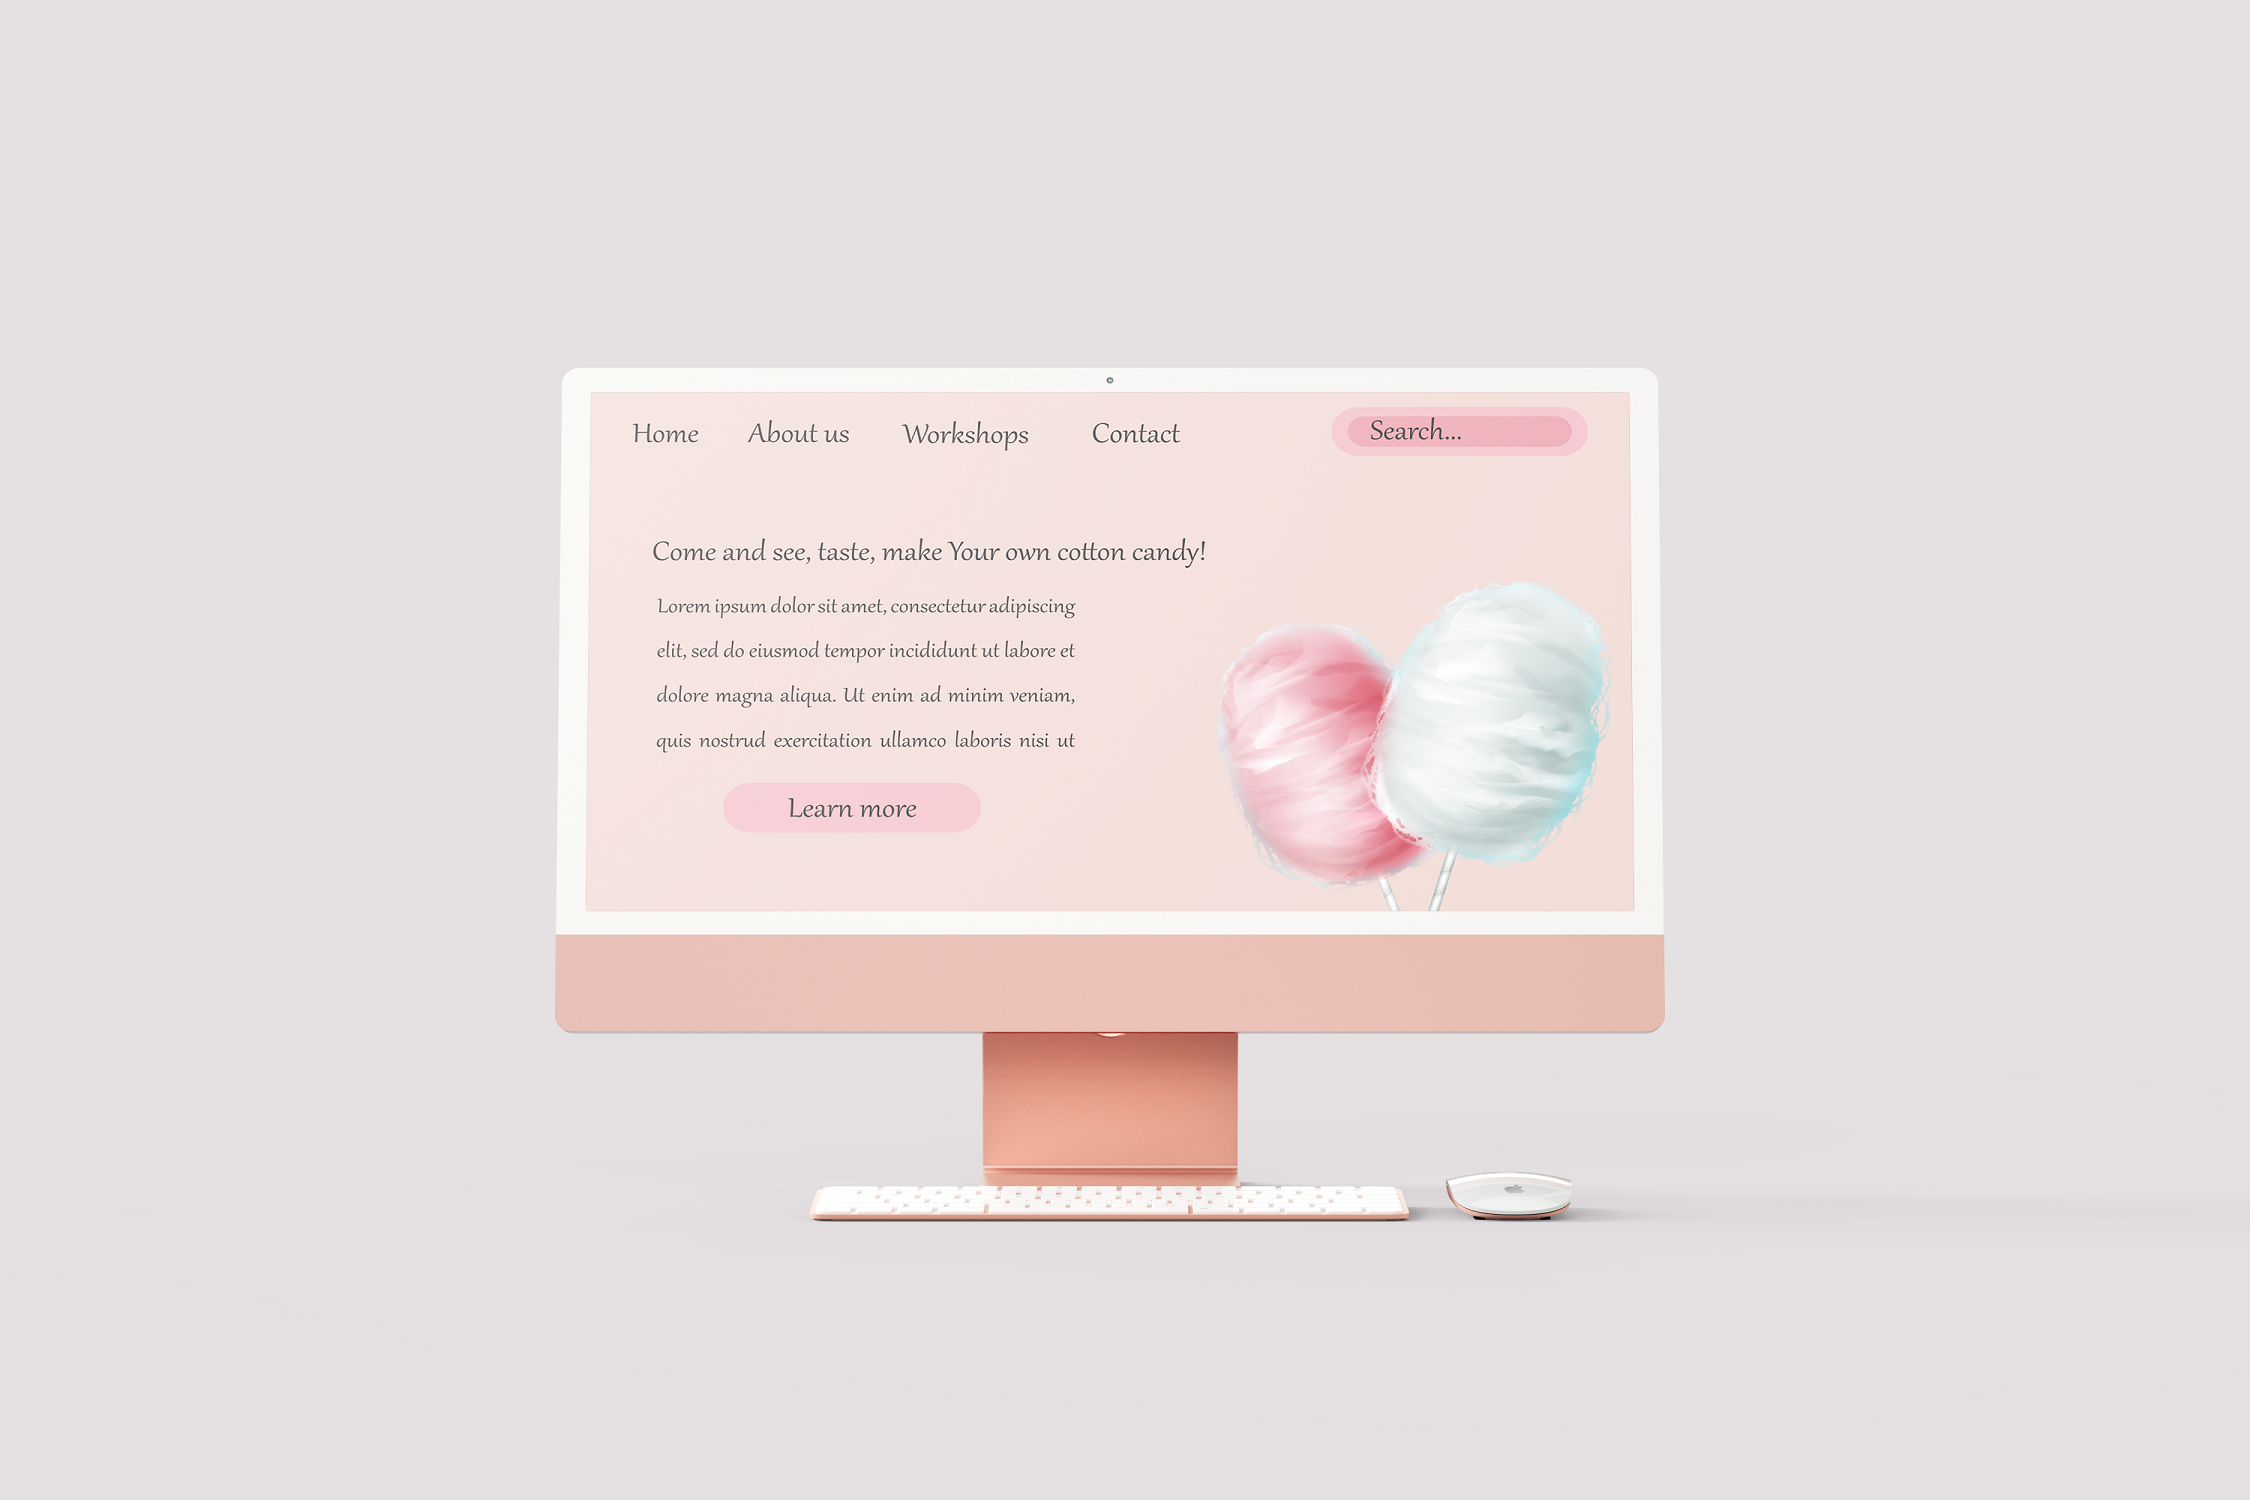 Home About us Workshops Contact Search...
Come and see, taste, make Your own cotton candy!
Lorem ipsum dolor sit amet, consectetur adipiscing
elit, sed do eiusmod tempor incididunt ut labore et
dolore magna aliqua. Ut enim ad minim veniam,
quis nostrud exercitation ullamco laboris nisi ut
Learn more